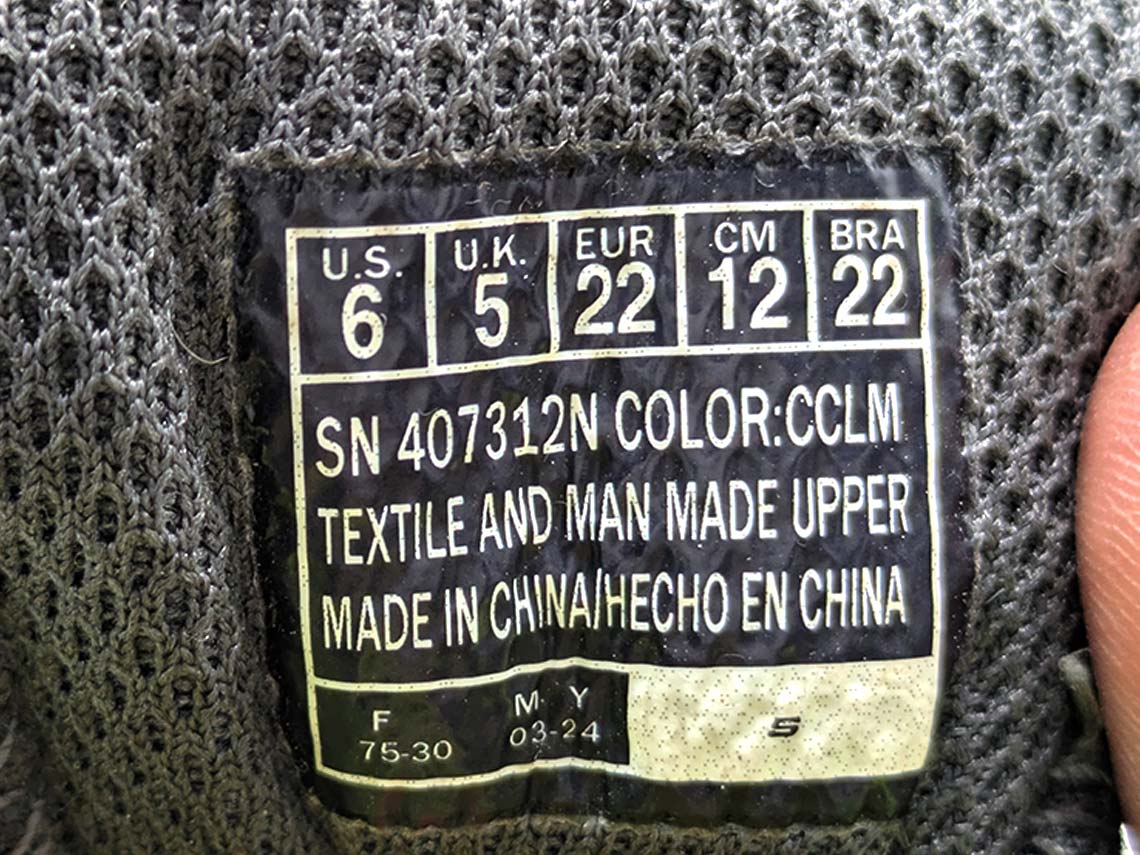 U.S. U.K. EUR CM BRA
6 5 22 12 22
SN 407312N COLOR:CCLM
TEXTILE AND MAN MADE UPPER
MADE IN CHINA/HECHO EN CHINA
F M Y
75-30 03-24
S